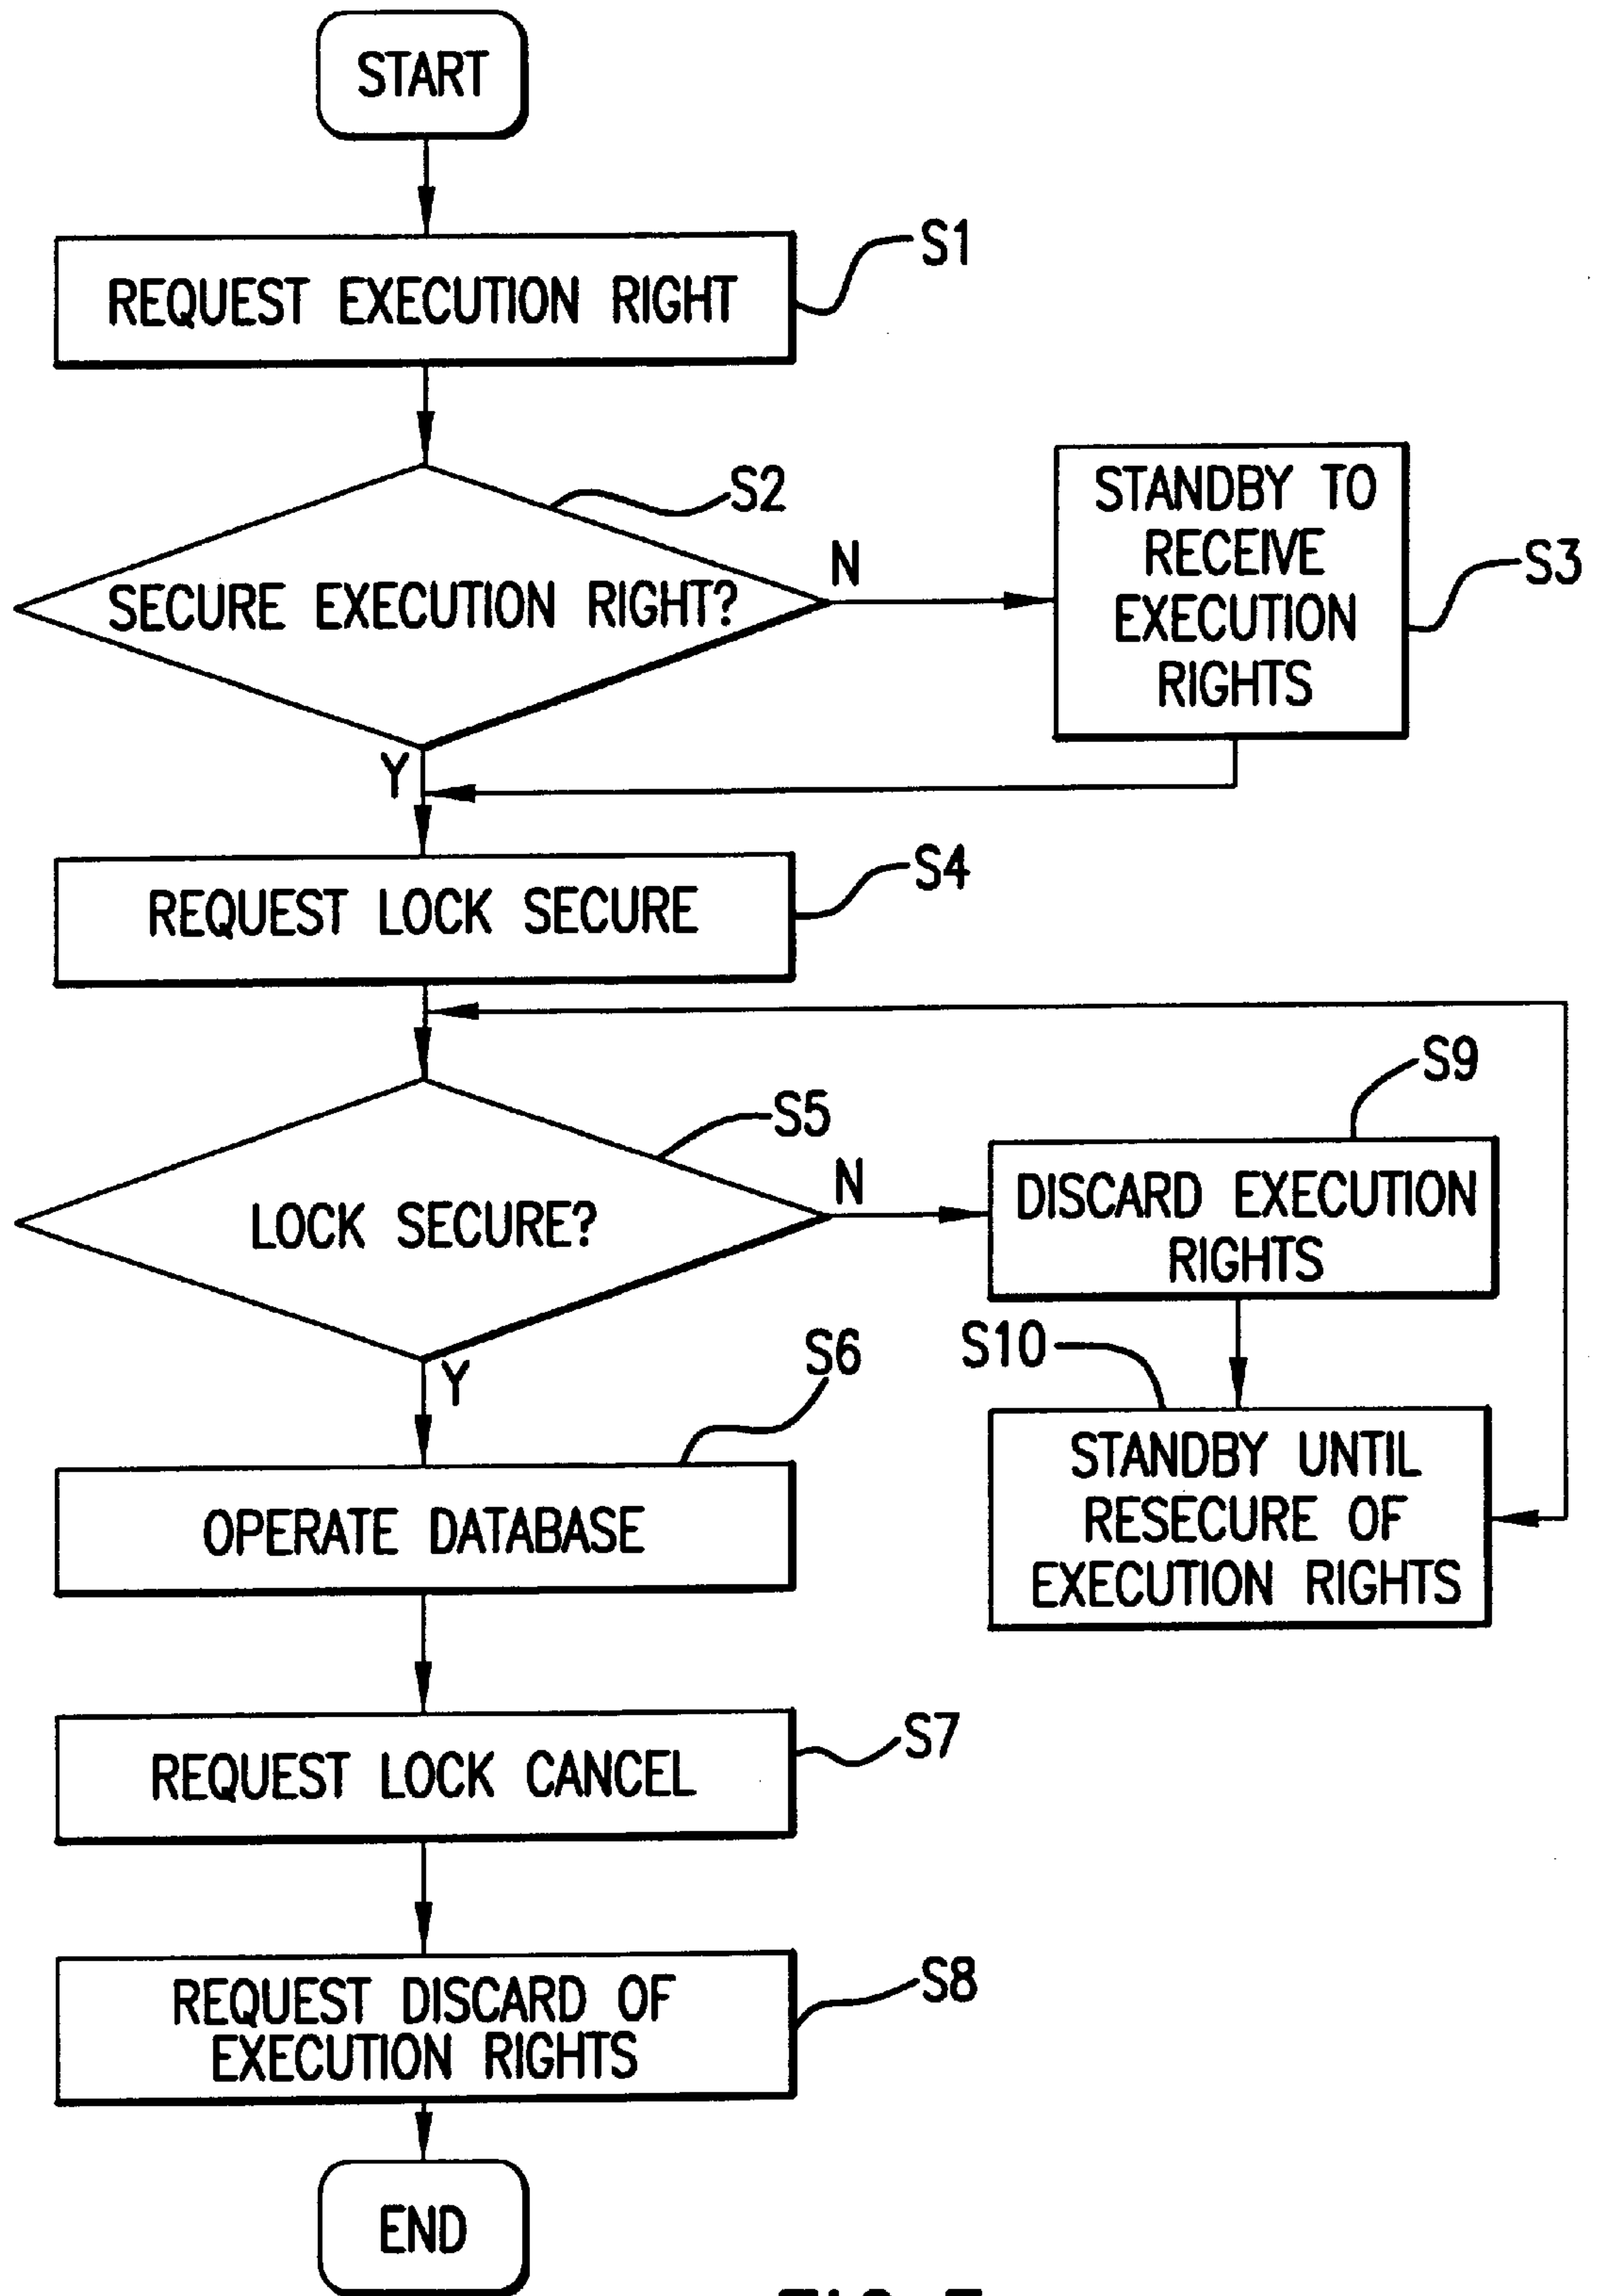 START
REQUEST EXECUTION RIGHT
S1
S2
SECURE EXECUTION RIGHT?
N
STANDBY TO
RECEIVE
EXECUTION
RIGHTS
S3
Y
REQUEST LOCK SECURE
S4
S5
LOCK SECURE?
N
S9
DISCARD EXECUTION
RIGHTS
Y
S6
S10
STANDBY UNTIL
RESECURE OF
EXECUTION RIGHTS
OPERATE DATABASE
REQUEST LOCK CANCEL
S7
REQUEST DISCARD OF
EXECUTION RIGHTS
S8
END